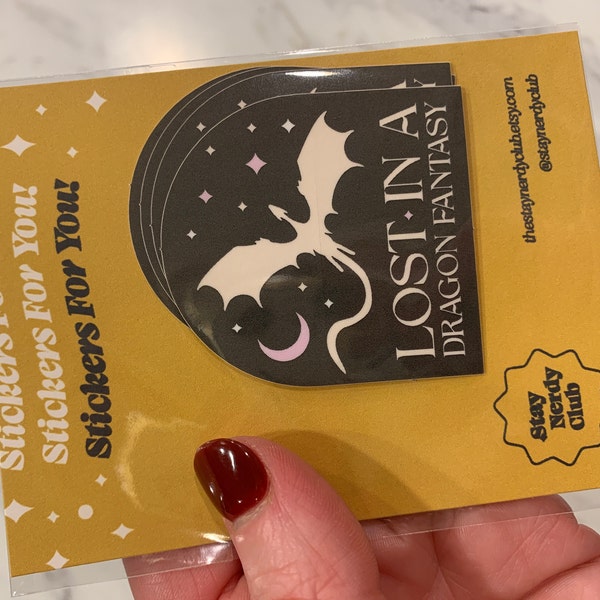 Stickers For You!
Stickers For You!
LOST · IN A
DRAGON FANTASY
thestaynerdyclub.etsy.com
@staynerdyclub
Stay
Nerdy
Club